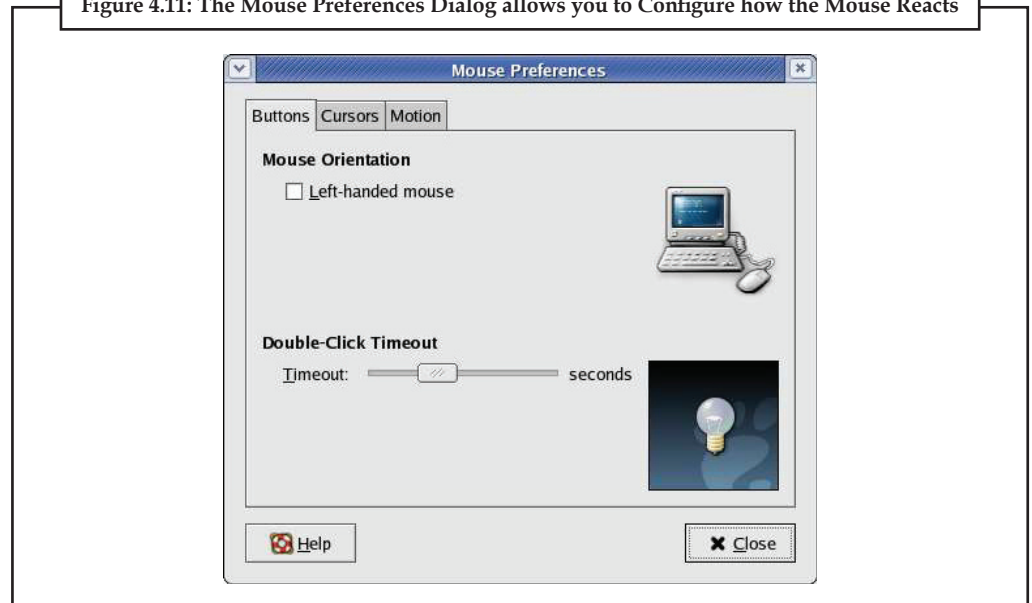 Figure 4.11: The Mouse Preferences Dialog allows you to Configure how the Mouse Reacts
Mouse Preferences
Buttons Cursors Motion
Mouse Orientation
Left-handed mouse
Double-Click Timeout
Timeout: seconds
Help
Close